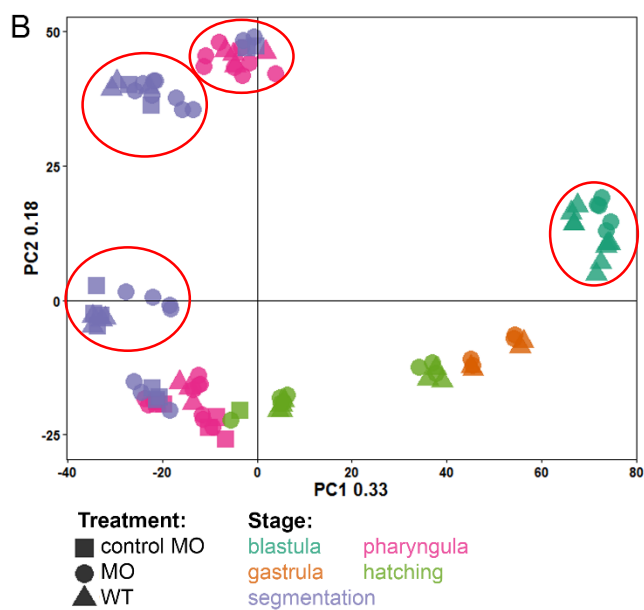 B
50
25
0
-25
PC2 0.18
-40
-20
0
20
40
60
80
PC1 0.33
Treatment:
control MO
MO
WT
Stage:
blastula
pharyngula
gastrula
hatching
segmentation